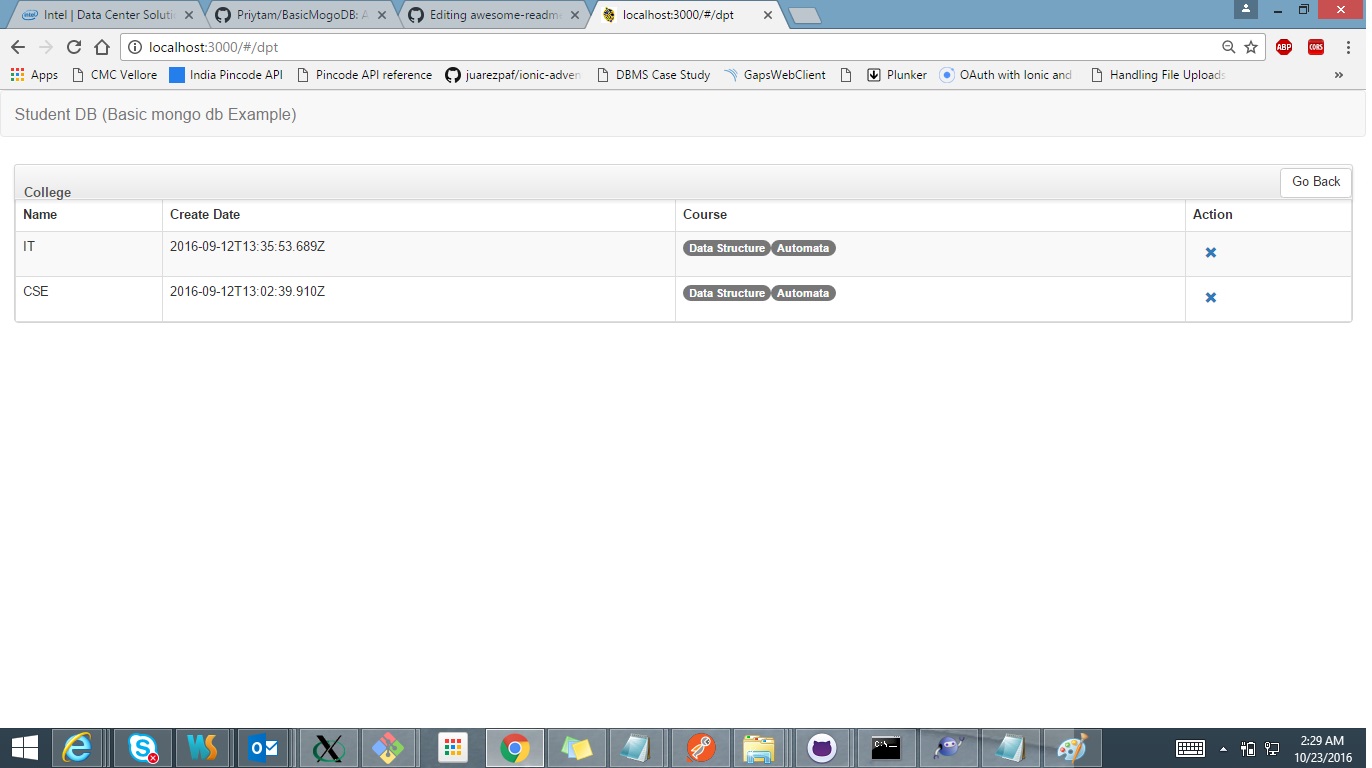 Intel | Data Center Soluti
Priytam/BasicMogoDB: A
Editing awesome-readm
localhost:3000/#/dpt
localhost:3000/#/dpt
ABP
CORS
Apps
CMC Vellore
India Pincode API
Pincode API reference
juarezpaf/ionic-adven
DBMS Case Study
GapsWebClient
Plunker
OAuth with Ionic and
Handling File Uploads
»
Student DB (Basic mongo db Example)
College
Go Back
Name Create Date Course Action
IT 2016-09-12T13:35:53.689Z Data Structure Automata
CSE 2016-09-12T13:02:39.910Z Data Structure Automata
2:29 AM
10/23/2016